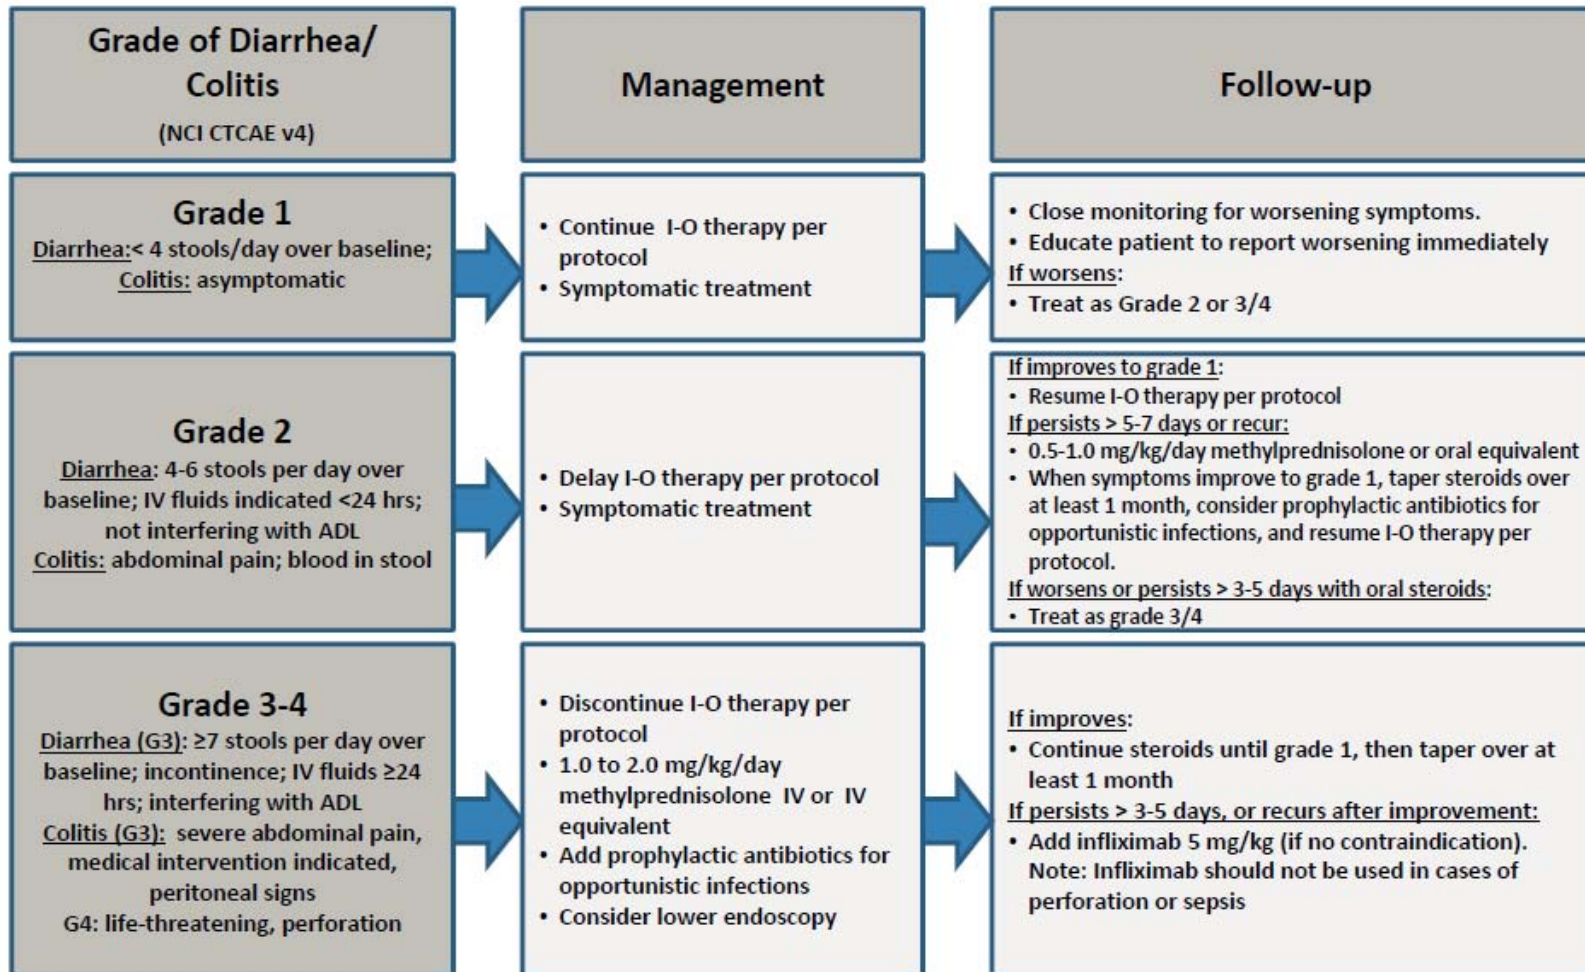 Grade of Diarrhea/
Colitis
(NCI CTCAE v4)
Management
Follow-up
Grade 1
Diarrhea:< 4 stools/day over baseline;
Colitis: asymptomatic
• Continue I-O therapy per
protocol
• Symptomatic treatment
• Close monitoring for worsening symptoms.
• Educate patient to report worsening immediately
If worsens:
• Treat as Grade 2 or 3/4
Grade 2
Diarrhea: 4-6 stools per day over
baseline; IV fluids indicated <24 hrs;
not interfering with ADL
Colitis: abdominal pain; blood in stool
• Delay I-O therapy per protocol
• Symptomatic treatment
If improves to grade 1:
• Resume I-O therapy per protocol
If persists > 5-7 days or recur:
• 0.5-1.0 mg/kg/day methylprednisolone or oral equivalent
• When symptoms improve to grade 1, taper steroids over
at least 1 month, consider prophylactic antibiotics for
opportunistic infections, and resume I-O therapy per
protocol.
If worsens or persists > 3-5 days with oral steroids:
• Treat as grade 3/4
Grade 3-4
Diarrhea (G3): ≥7 stools per day over
baseline; incontinence; IV fluids ≥24
hrs; interfering with ADL
Colitis (G3): severe abdominal pain,
medical intervention indicated,
peritoneal signs
G4: life-threatening, perforation
• Discontinue I-O therapy per
protocol
• 1.0 to 2.0 mg/kg/day
methylprednisolone IV or IV
equivalent
• Add prophylactic antibiotics for
opportunistic infections
• Consider lower endoscopy
If improves:
• Continue steroids until grade 1, then taper over at
least 1 month
If persists > 3-5 days, or recurs after improvement:
• Add infliximab 5 mg/kg (if no contraindication).
Note: Infliximab should not be used in cases of
perforation or sepsis